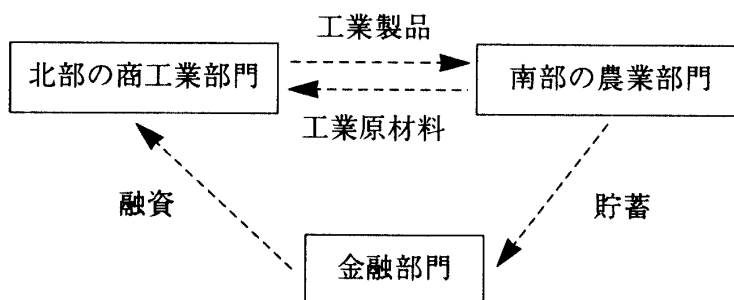 工業製品
北部の商工業部門
南部の農業部門
工業原材料
融資
貯蓄
金融部門